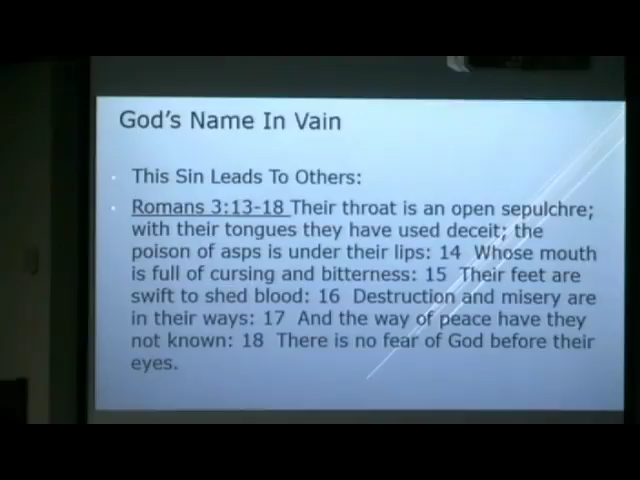 God's Name In Vain
This Sin Leads To Others:
Romans 3:13-18 Their throat is an open sepulchre;
with their tongues they have used deceit; the
poison of asps is under their lips: 14 Whose mouth
is full of cursing and bitterness: 15 Their feet are
swift to shed blood: 16 Destruction and misery are
in their ways: 17 And the way of peace have they
not known: 18 There is no fear of God before their
eyes.